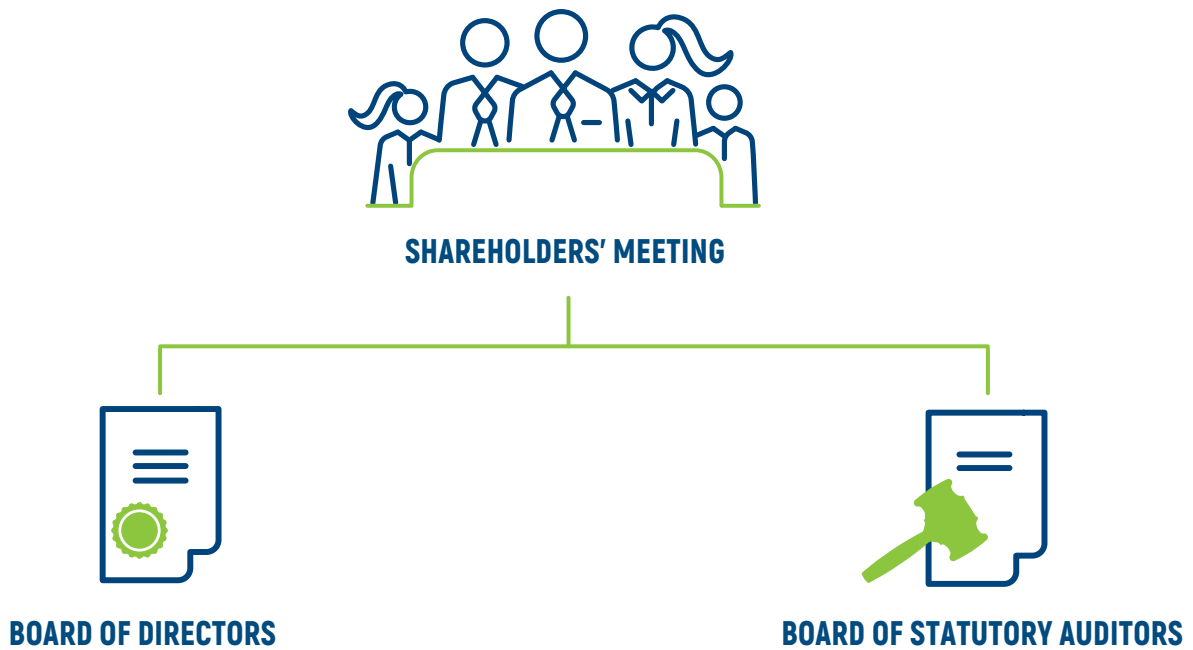 SHAREHOLDERS' MEETING
BOARD OF DIRECTORS
BOARD OF STATUTORY AUDITORS